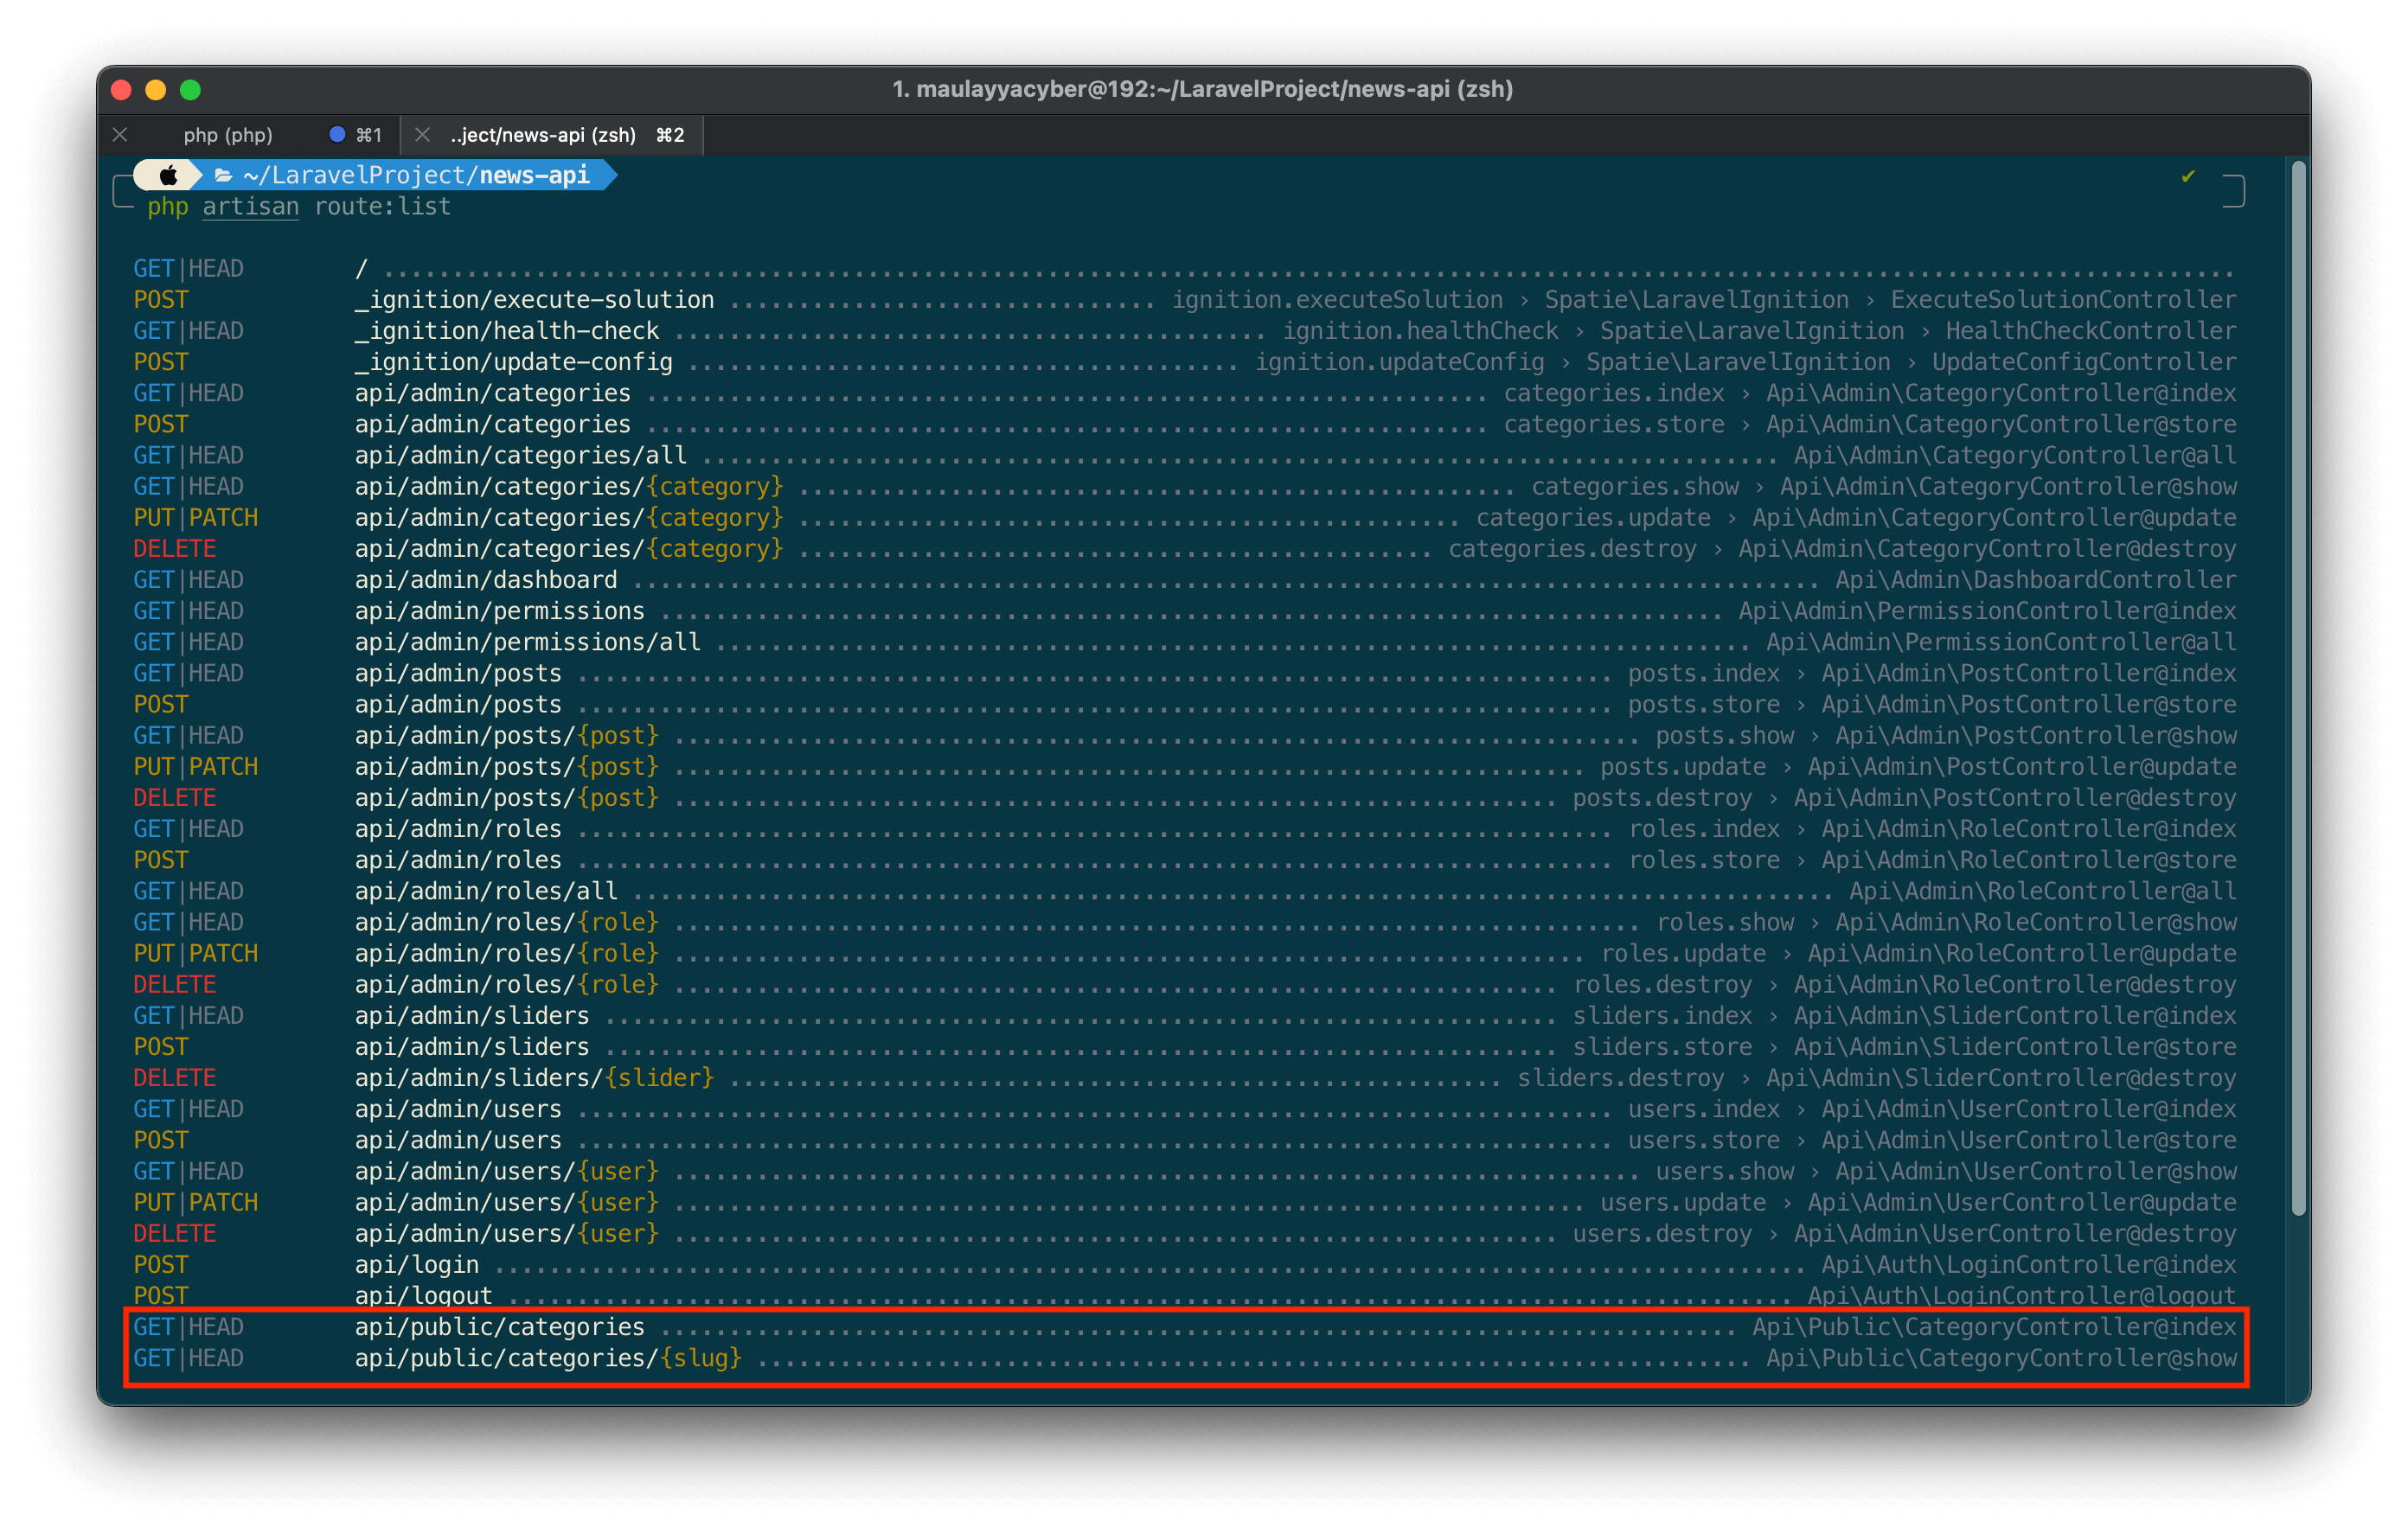 1. maulayyacyber@192:~/LaravelProject/news-api (zsh)
php (php) ⌘1 ..ject/news-api (zsh) ⌘2
~/LaravelProject/news-api ✔
php artisan route:list
GET|HEAD / ........................................................................................................................................
POST _ignition/execute-solution ............................... ignition.executeSolution › Spatie\LaravelIgnition › ExecuteSolutionController
GET|HEAD _ignition/health-check ........................................... ignition.healthCheck › Spatie\LaravelIgnition › HealthCheckController
POST _ignition/update-config ........................................ ignition.updateConfig › Spatie\LaravelIgnition › UpdateConfigController
GET|HEAD api/admin/categories ............................................................. categories.index › Api\Admin\CategoryController@index
POST api/admin/categories ............................................................. categories.store › Api\Admin\CategoryController@store
GET|HEAD api/admin/categories/all .............................................................................. Api\Admin\CategoryController@all
GET|HEAD api/admin/categories/{category} .................................................... categories.show › Api\Admin\CategoryController@show
PUT|PATCH api/admin/categories/{category} ................................................ categories.update › Api\Admin\CategoryController@update
DELETE api/admin/categories/{category} .............................................. categories.destroy › Api\Admin\CategoryController@destroy
GET|HEAD api/admin/dashboard ...................................................................................... Api\Admin\DashboardController
GET|HEAD api/admin/permissions ............................................................................. Api\Admin\PermissionController@index
GET|HEAD api/admin/permissions/all ........................................................................... Api\Admin\PermissionController@all
GET|HEAD api/admin/posts ........................................................................... posts.index › Api\Admin\PostController@index
POST api/admin/posts ........................................................................... posts.store › Api\Admin\PostController@store
GET|HEAD api/admin/posts/{post} ...................................................................... posts.show › Api\Admin\PostController@show
PUT|PATCH api/admin/posts/{post} .................................................................. posts.update › Api\Admin\PostController@update
DELETE api/admin/posts/{post} ................................................................ posts.destroy › Api\Admin\PostController@destroy
GET|HEAD api/admin/roles ........................................................................... roles.index › Api\Admin\RoleController@index
POST api/admin/roles ........................................................................... roles.store › Api\Admin\RoleController@store
GET|HEAD api/admin/roles/all ....................................................................................... Api\Admin\RoleController@all
GET|HEAD api/admin/roles/{role} ...................................................................... roles.show › Api\Admin\RoleController@show
PUT|PATCH api/admin/roles/{role} .................................................................. roles.update › Api\Admin\RoleController@update
DELETE api/admin/roles/{role} ................................................................ roles.destroy › Api\Admin\RoleController@destroy
GET|HEAD api/admin/sliders ..................................................................... sliders.index › Api\Admin\SliderController@index
POST api/admin/sliders ..................................................................... sliders.store › Api\Admin\SliderController@store
DELETE api/admin/sliders/{slider} ........................................................ sliders.destroy › Api\Admin\SliderController@destroy
GET|HEAD api/admin/users ........................................................................... users.index › Api\Admin\UserController@index
POST api/admin/users ........................................................................... users.store › Api\Admin\UserController@store
GET|HEAD api/admin/users/{user} ...................................................................... users.show › Api\Admin\UserController@show
PUT|PATCH api/admin/users/{user} .................................................................. users.update › Api\Admin\UserController@update
DELETE api/admin/users/{user} ................................................................ users.destroy › Api\Admin\UserController@destroy
POST api/login ............................................................................................... Api\Auth\LoginController@index
POST api/logout ............................................................................................. Api\Auth\LoginController@logout
GET|HEAD api/public/categories .............................................................................. Api\Public\CategoryController@index
GET|HEAD api/public/categories/{slug} ........................................................................ Api\Public\CategoryController@show